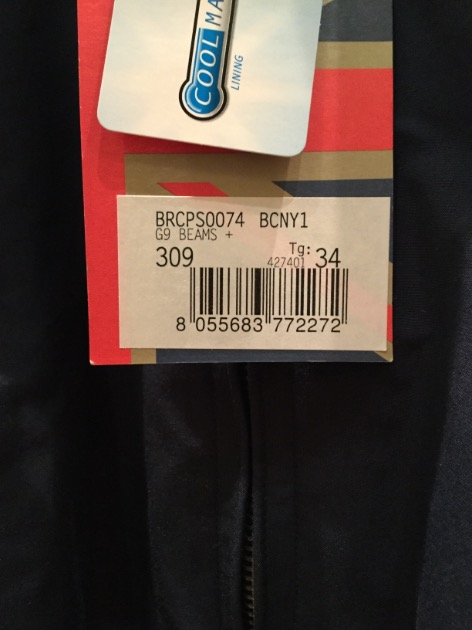 COOL MA
LINING
BRCPS0074 BCNY1
G9 BEAMS +
Tg:
309 427401 34
8 055683 772272